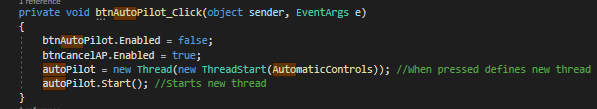 1 reference
private void btnAutoPilot_Click(object sender, EventArgs e)
{
btnAutoPilot.Enabled = false;
btnCancelAP.Enabled = true;
autoPilot = new Thread(new ThreadStart(AutomaticControls)); //When pressed defines new thread
autoPilot.Start(); //Starts new thread
}